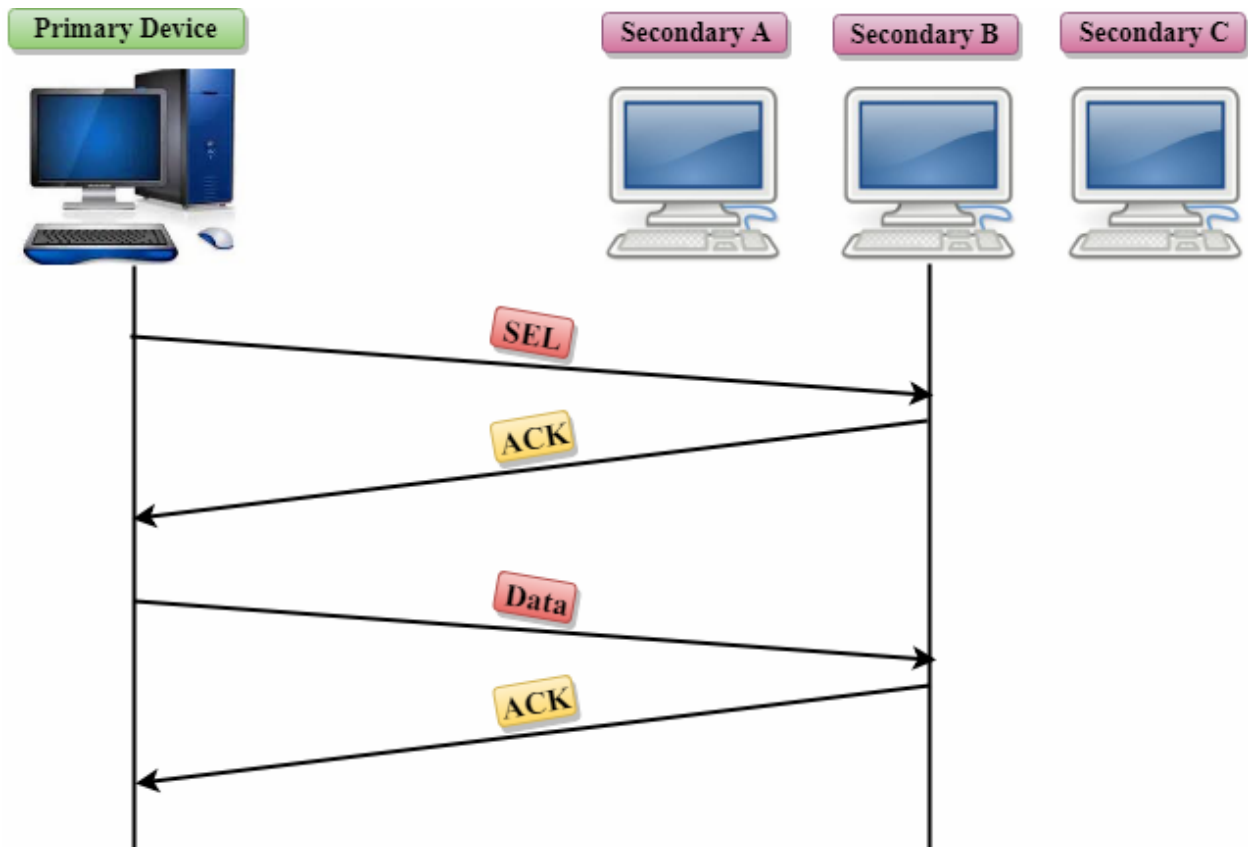 Primary Device
Secondary A
Secondary B
Secondary C
SEL
ACK
Data
ACK